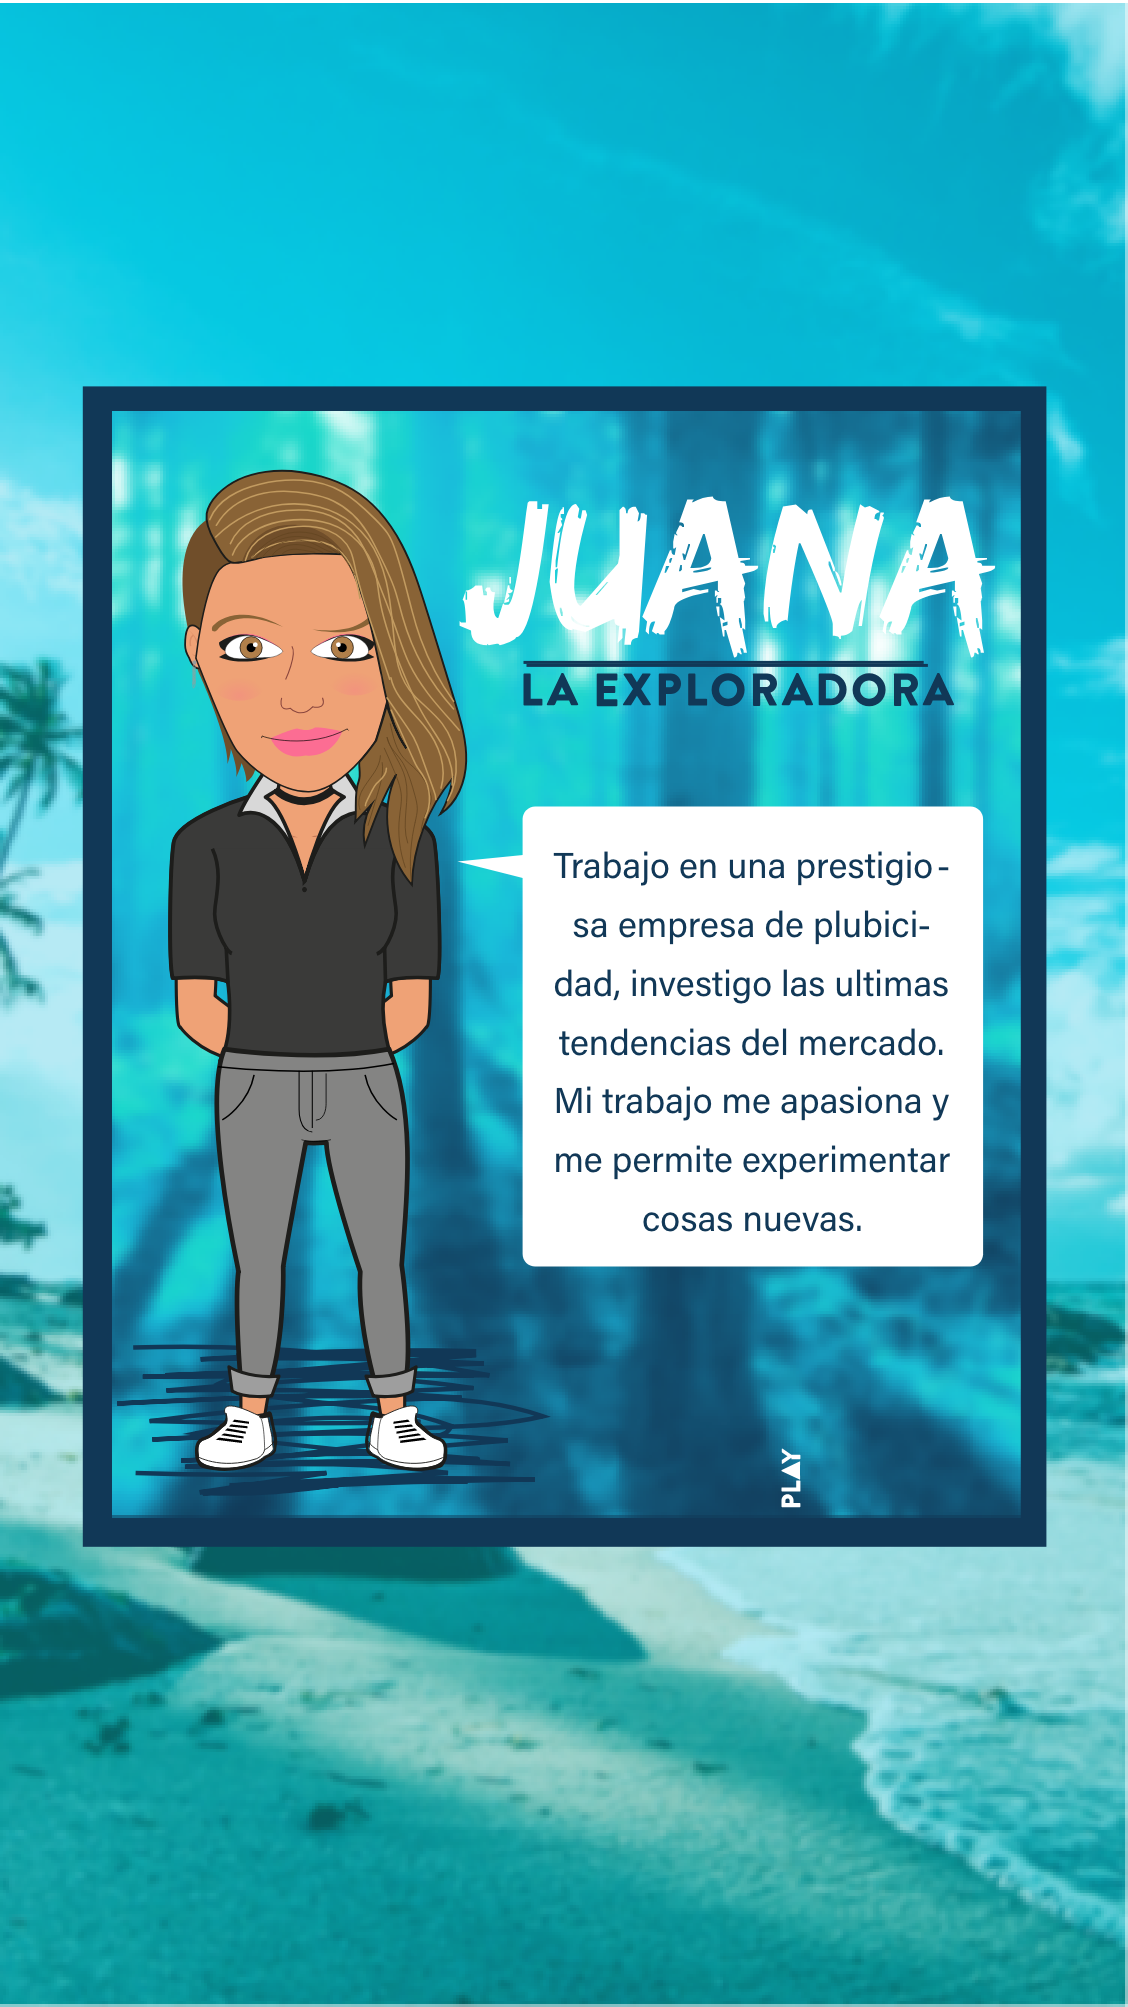 JUANA
LA EXPLORADORA
Trabajo en una prestigio-
sa empresa de plubici-
dad, investigo las ultimas
tendencias del mercado.
Mi trabajo me apasiona y
me permite experimentar
cosas nuevas.
PLAY